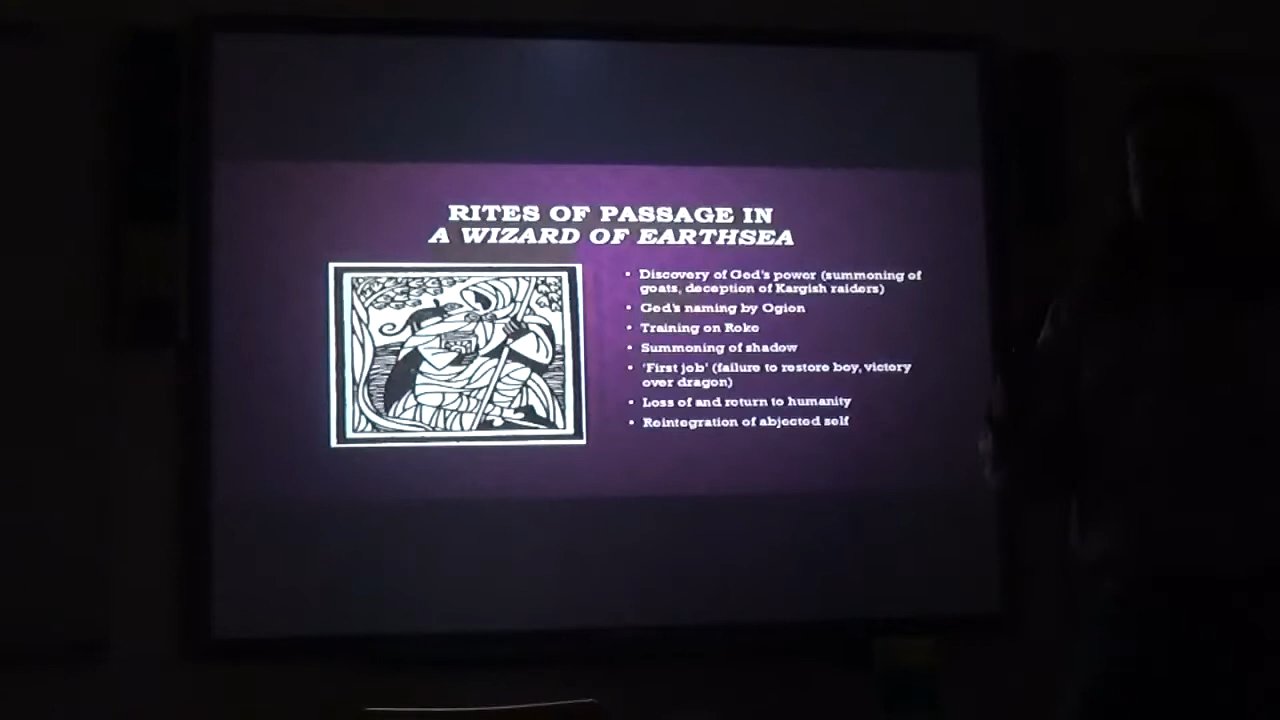 RITES OF PASSAGE IN
A WIZARD OF EARTHSEA
• Discovery of Ged's power (summoning of
goats, deception of Kargish raiders)
• Ged's naming by Ogion
• Training on Roke
• Summoning of shadow
• 'First job' (failure to restore boy, victory
over dragon)
• Loss of and return to humanity
• Reintegration of abjected self